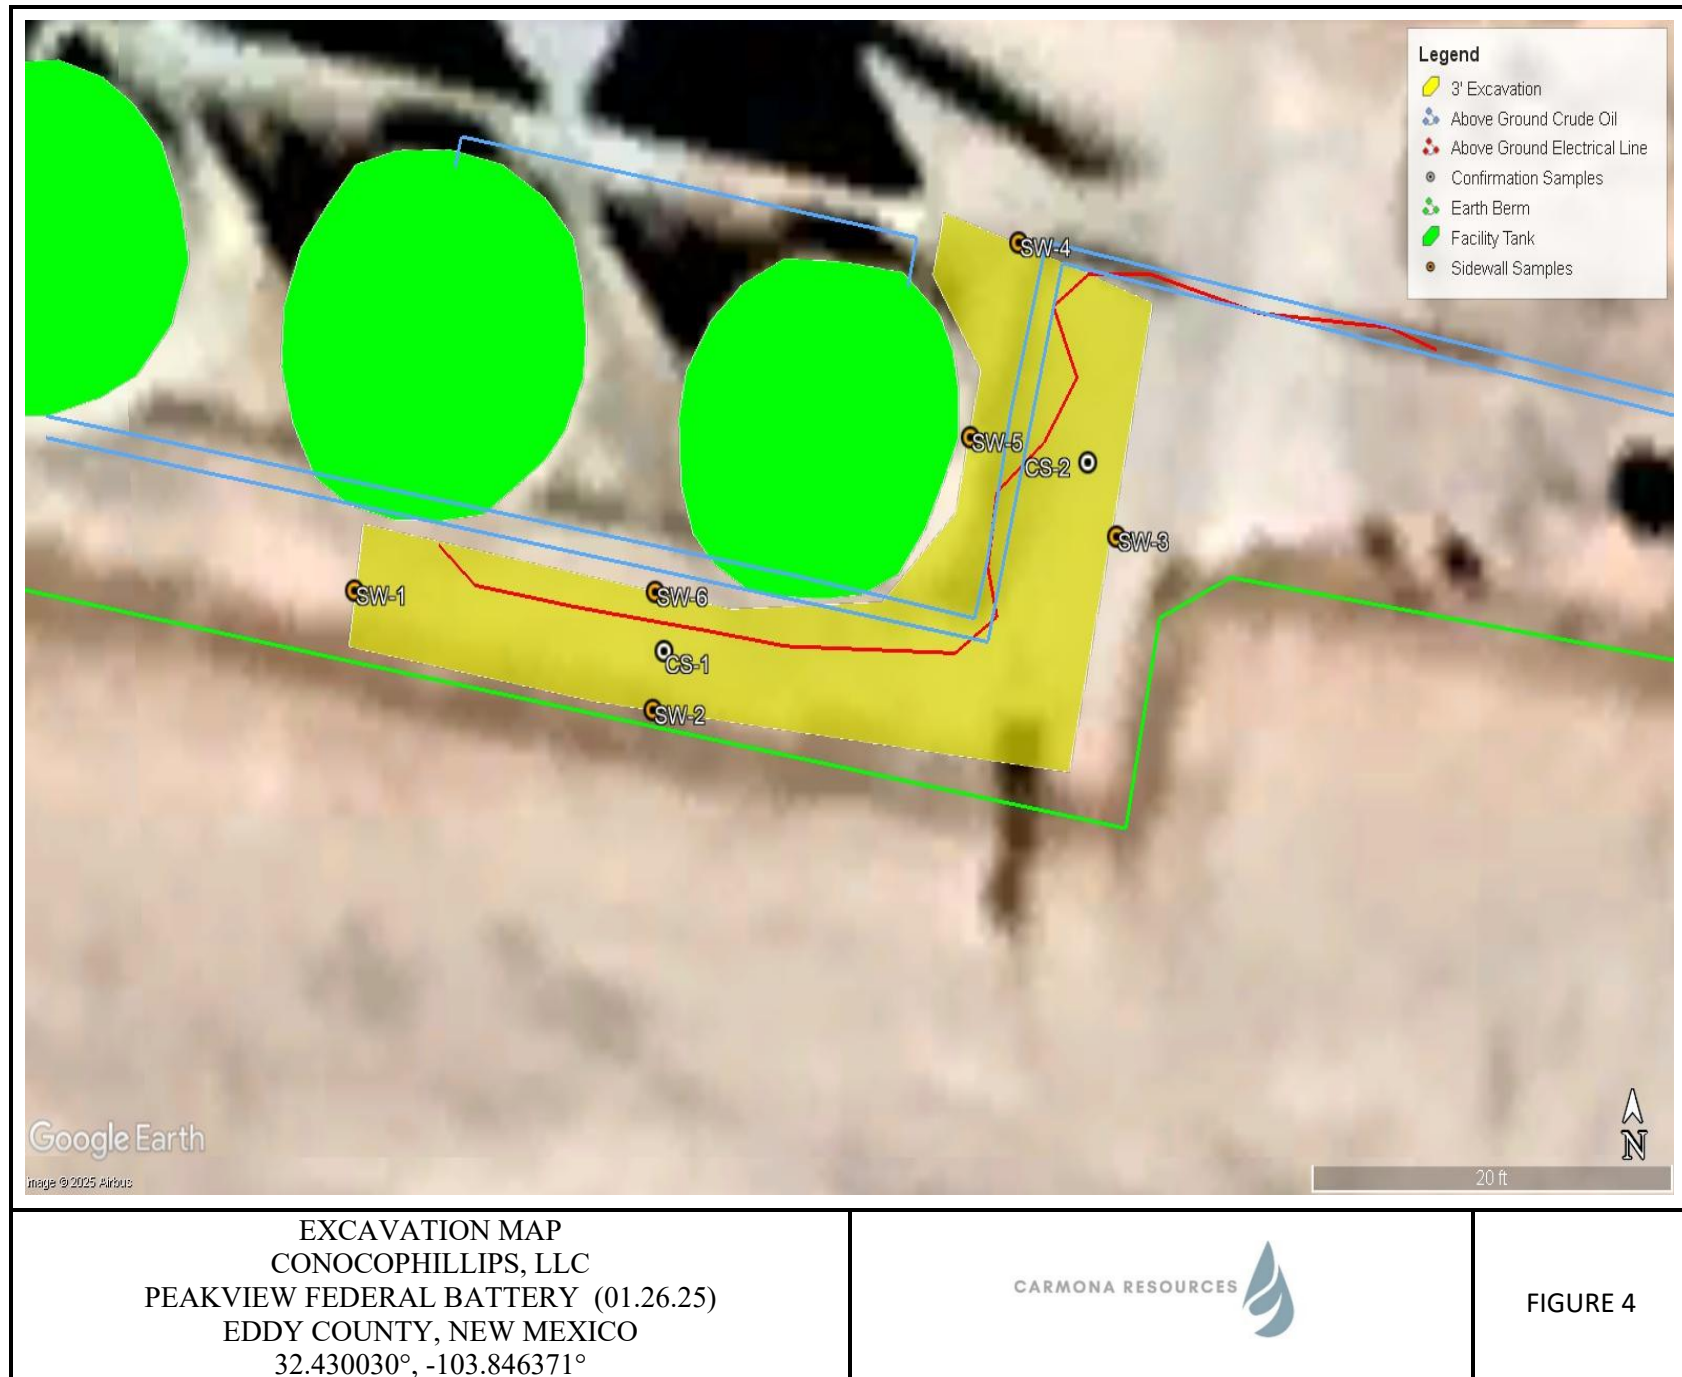 Legend
3' Excavation
Above Ground Crude Oil
Above Ground Electrical Line
Confirmation Samples
Earth Berm
Facility Tank
Sidewall Samples
SW-4
SW-5
CS-2
SW-3
SW-1
SW-6
CS-1
SW-2
Google Earth
Image © 2025 Airbus
N
20 ft
EXCAVATION MAP
CONOCOPHILLIPS, LLC
PEAKVIEW FEDERAL BATTERY (01.26.25)
EDDY COUNTY, NEW MEXICO
32.430030°, -103.846371°
CARMONA RESOURCES
FIGURE 4